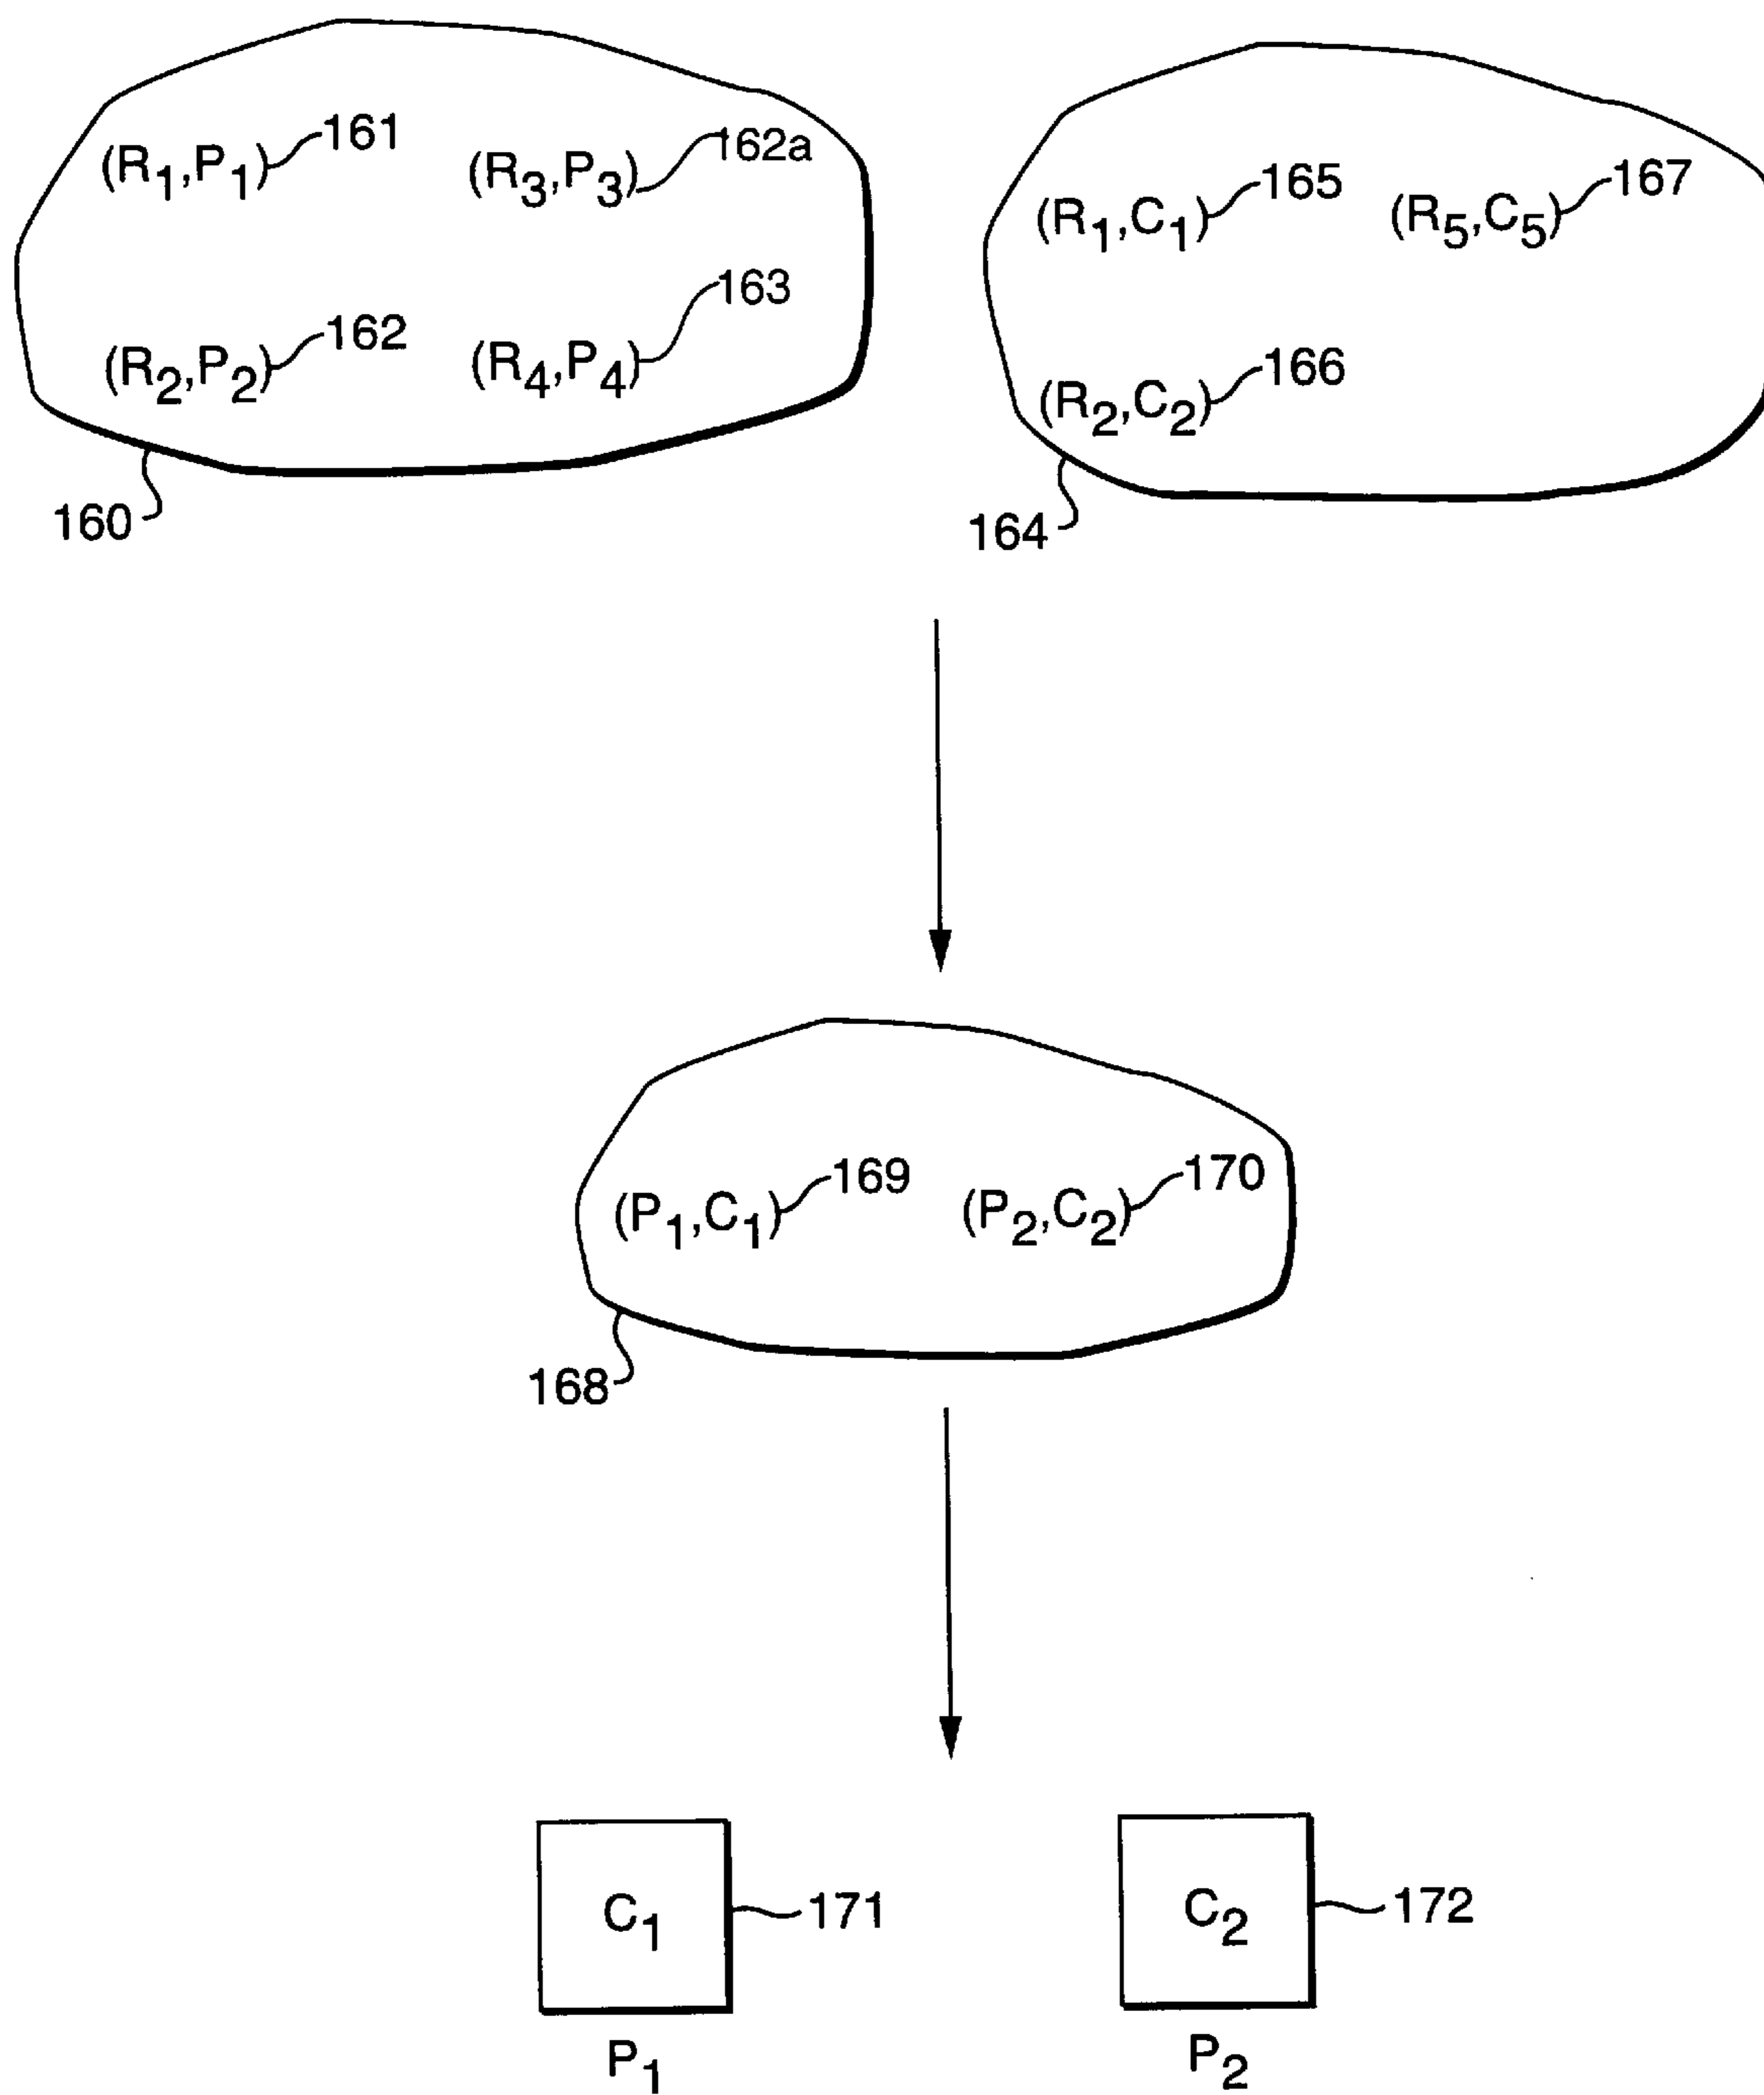 (R1,P1) 161
(R3,P3) 162a
(R1,C1) 165
(R5,C5) 167
(R2,P2) 162
(R4,P4) 163
(R2,C2) 166
160
164
(P1,C1) 169
(P2,C2) 170
168
C1 171
C2 172
P1
P2